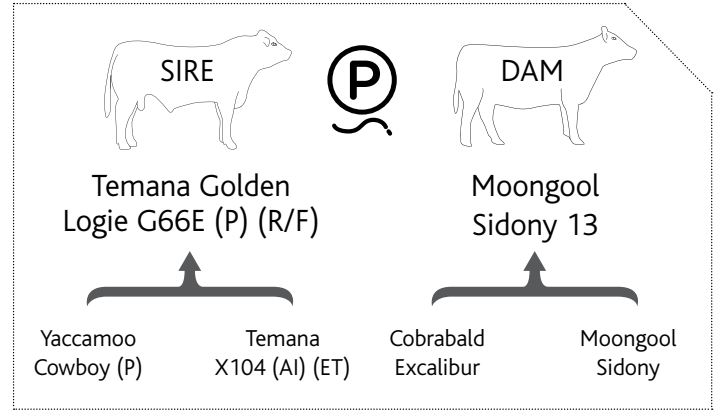 SIRE
P
DAM
Temana Golden
Logie G66E (P) (R/F)
Moongool
Sidony 13
Yaccamoo
Cowboy (P)
Temana
X104 (AI) (ET)
Cobrabald
Excalibur
Moongool
Sidony